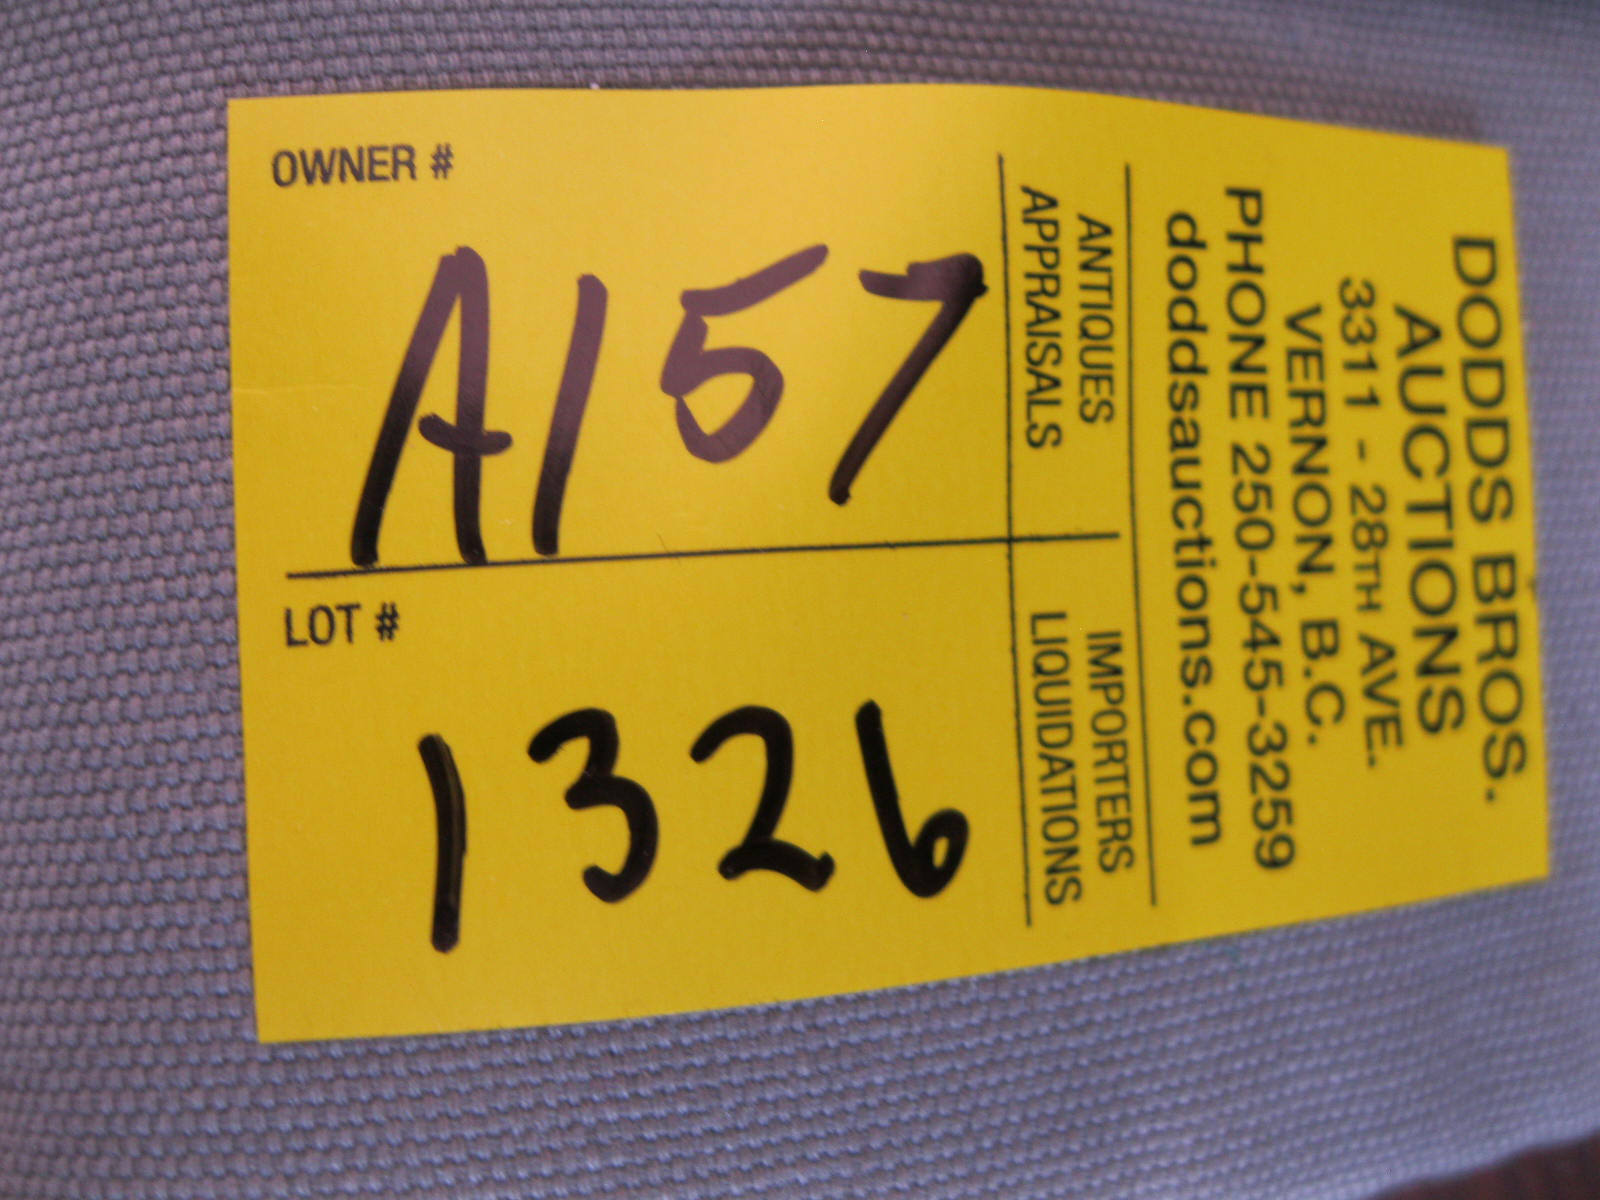 DODDS BROS.
AUCTIONS
3311 - 28TH AVE.
VERNON, B.C.
PHONE 250-545-3259
doddsauctions.com
ANTIQUES IMPORTERS
APPRAISALS LIQUIDATIONS
OWNER #
A157
LOT #
1326